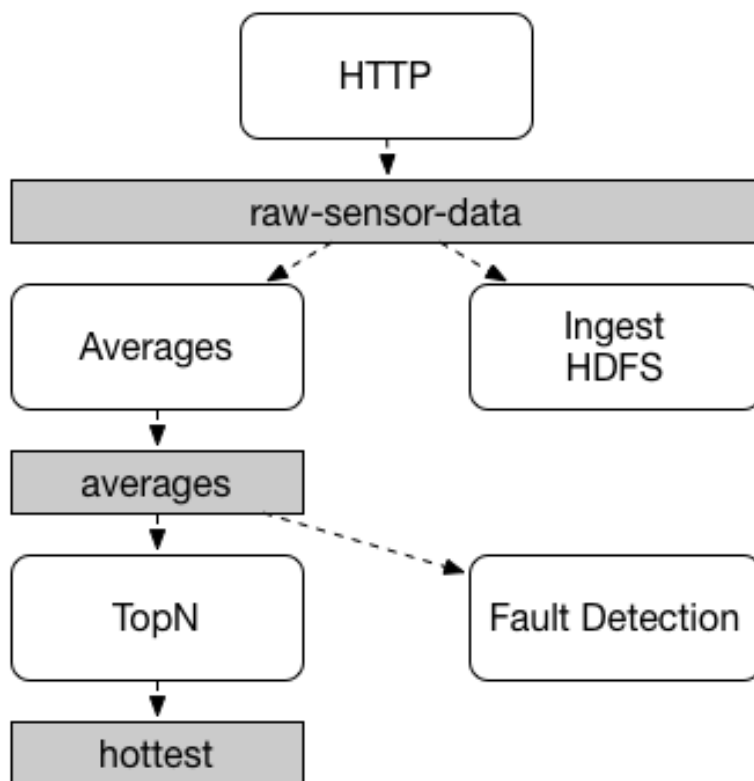 HTTP
raw-sensor-data
Averages
Ingest
HDFS
averages
TopN
Fault Detection
hottest